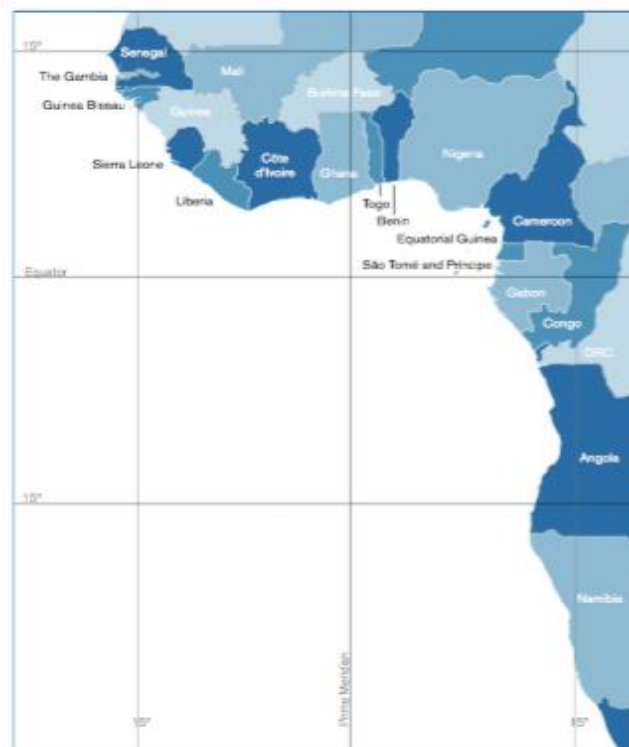 15°
Senegal
The Gambia
Mali
Guinea Bissau
Burkina Faso
Guinea
Sierra Leone
Côte
d'Ivoire
Ghana
Nigeria
Liberia
Togo
Benin
Cameroon
Equatorial Guinea
São Tomé and Príncipe
Equator
Gabon
Congo
DRC
Angola
15°
Namibia
Prime Meridian
15°
15°